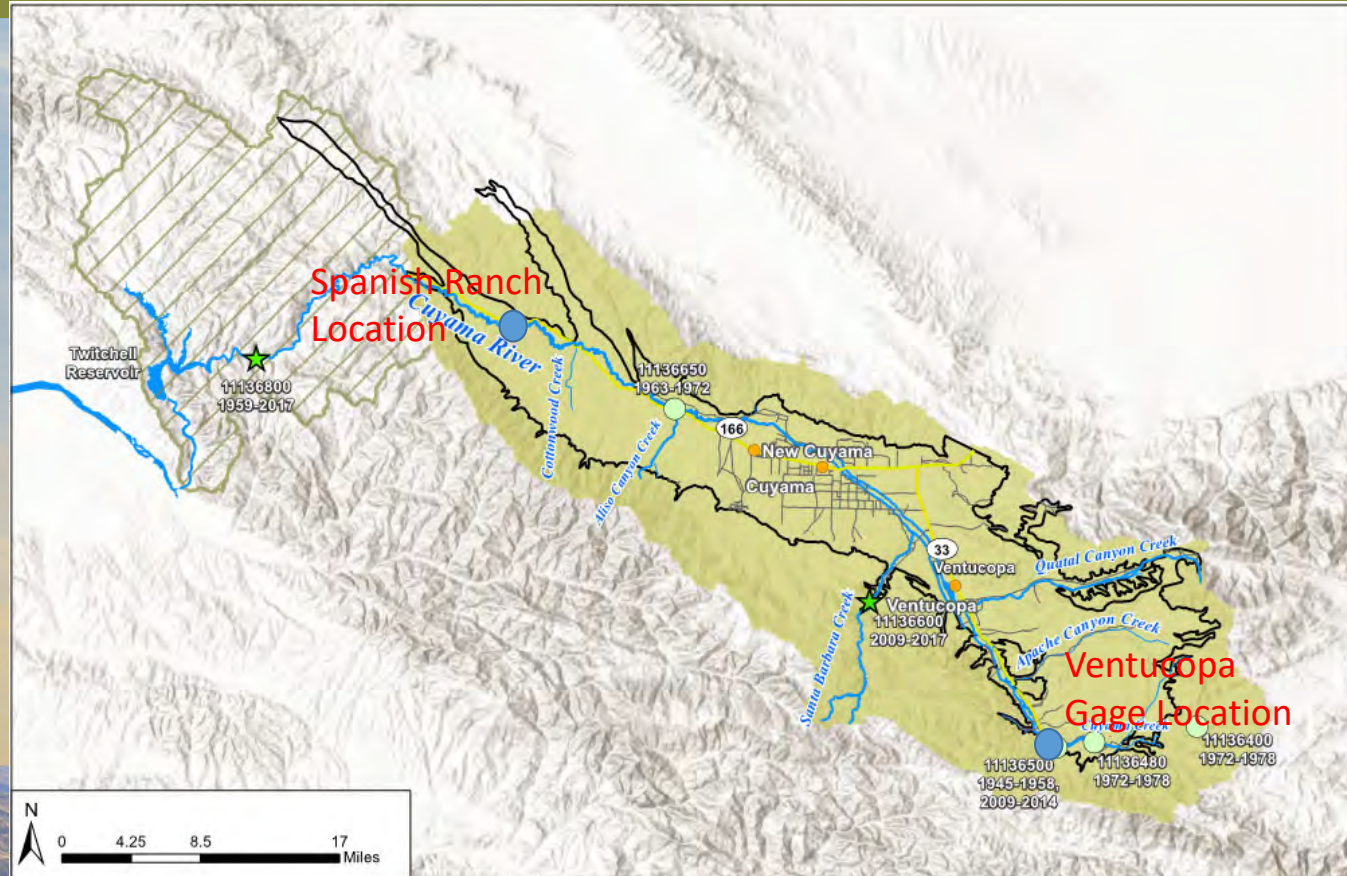 Spanish Ranch
Location
Cuyama River
Twitchell
Reservoir
11136800
1959-2017
Cottonwood Creek
11136650
1963-1972
Aliso Canyon Creek
166
New Cuyama
Cuyama
33
Ventucopa
Quatal Canyon Creek
Ventucopa
11136600
2009-2017
Santa Barbara Creek
Apache Canyon Creek
Ventucopa
Gage Location
Cuyama Creek
11136500
1945-1958,
2009-2014
11136480
1972-1978
11136400
1972-1978
N
0 4.25 8.5 17
Miles